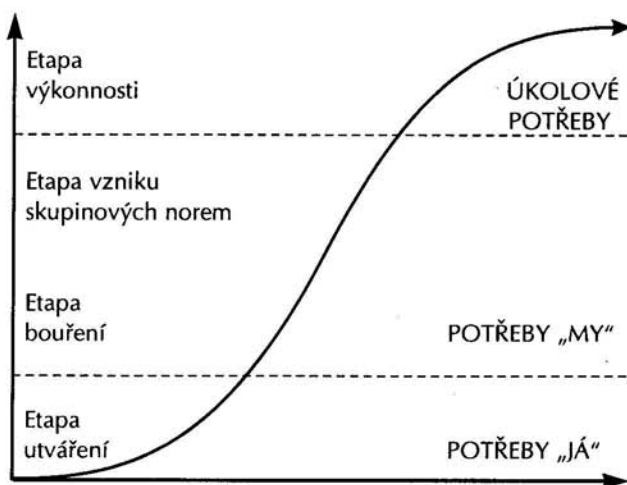 Etapa
výkonnosti
ÚKOLOVÉ
POTŘEBY
Etapa vzniku
skupinových norem
Etapa
bouření
POTŘEBY „MY“
Etapa
utváření
POTŘEBY „JÁ“